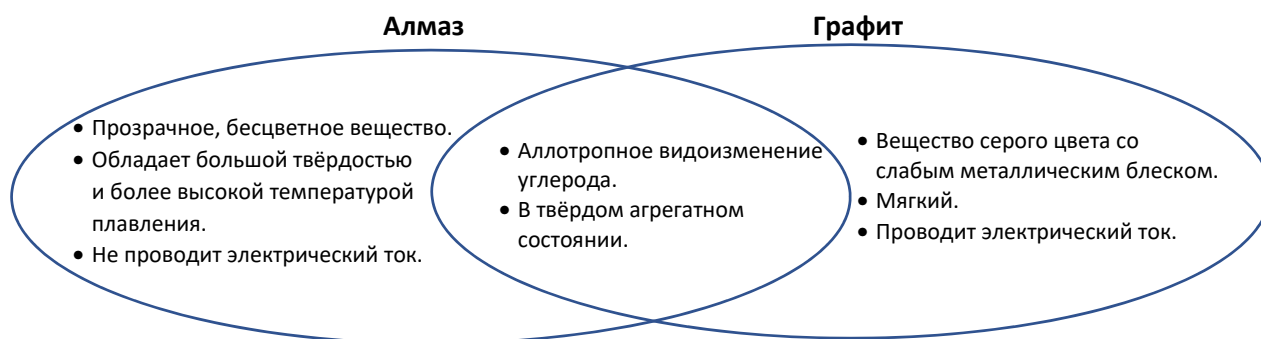 Алмаз
Графит
• Прозрачное, бесцветное вещество.
• Обладает большой твёрдостью
и более высокой температурой
плавления.
• Не проводит электрический ток.
• Аллотропное видоизменение
углерода.
• В твёрдом агрегатном
состоянии.
• Вещество серого цвета со
слабым металлическим блеском.
• Мягкий.
• Проводит электрический ток.